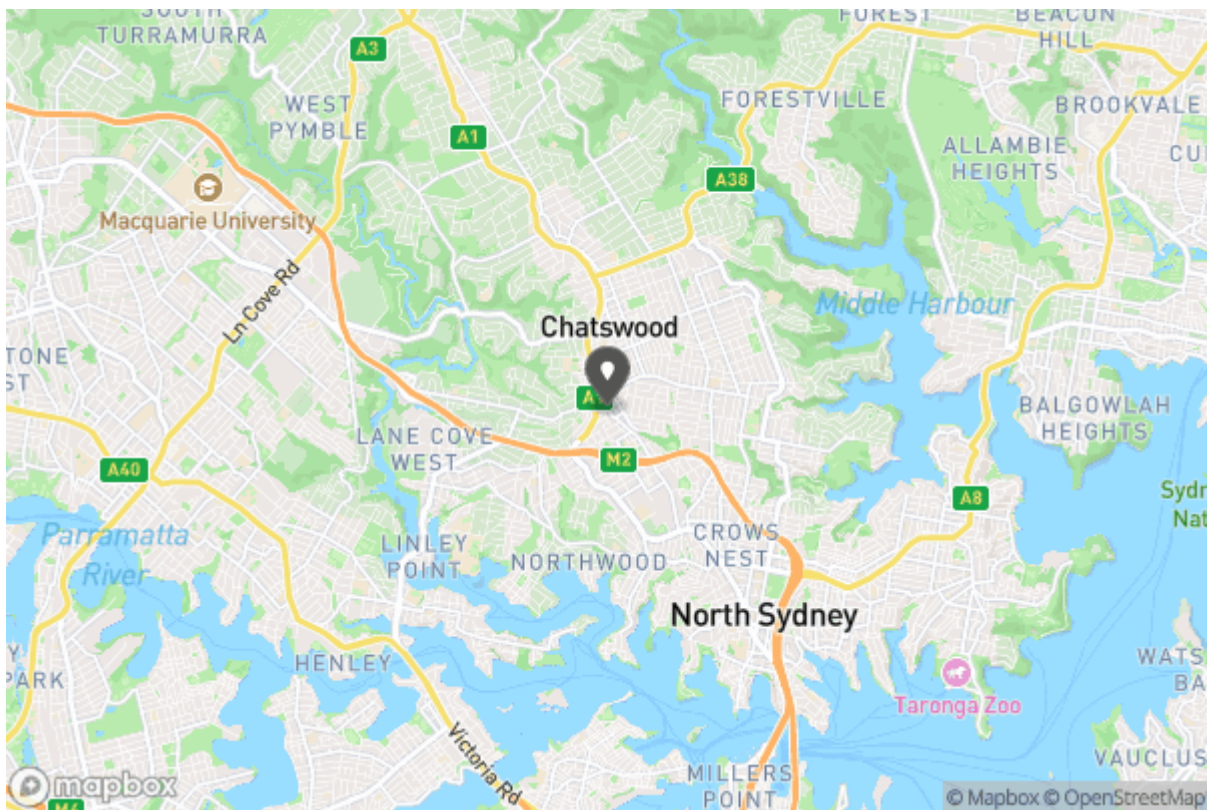 SOUTH
TURRAMURRA
A3
FOREST
BEACON
HILL
WEST
PYMBLE
A1
FORESTVILLE
BROOKVALE
ALLAMBIE
HEIGHTS
A38
Macquarie University
Ln Cove Rd
Middle Harbour
Chatswood
BALGOWLAH
HEIGHTS
LANE COVE
WEST
M2
A40
A8
Parramatta
River
LINLEY
POINT
NORTHWOOD
CROWS
NEST
North Sydney
HENLEY
PARK
Taronga Zoo
Victoria Rd
MILLERS
POINT
mapbox
© Mapbox © OpenStreetMap